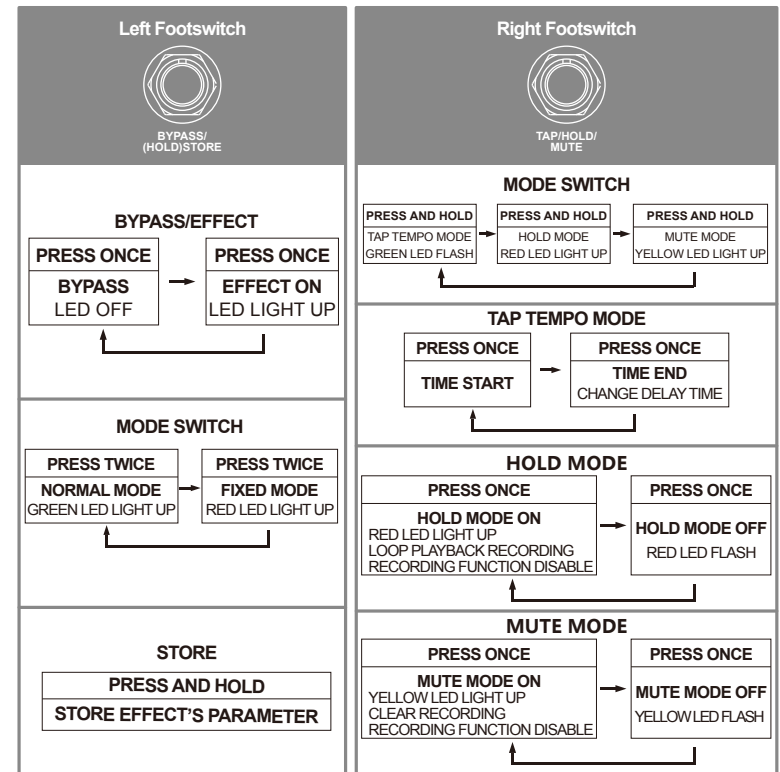 Left Footswitch
BYPASS/
(HOLD)STORE
BYPASS/EFFECT
PRESS ONCE
BYPASS
LED OFF
PRESS ONCE
EFFECT ON
LED LIGHT UP
MODE SWITCH
PRESS TWICE
NORMAL MODE
GREEN LED LIGHT UP
PRESS TWICE
FIXED MODE
RED LED LIGHT UP
STORE
PRESS AND HOLD
STORE EFFECT'S PARAMETER
Right Footswitch
TAP/HOLD/
MUTE
MODE SWITCH
PRESS AND HOLD
TAP TEMPO MODE
GREEN LED FLASH
PRESS AND HOLD
HOLD MODE
RED LED LIGHT UP
PRESS AND HOLD
MUTE MODE
YELLOW LED LIGHT UP
TAP TEMPO MODE
PRESS ONCE
TIME START
PRESS ONCE
TIME END
CHANGE DELAY TIME
HOLD MODE
PRESS ONCE
HOLD MODE ON
RED LED LIGHT UP
LOOP PLAYBACK RECORDING
RECORDING FUNCTION DISABLE
PRESS ONCE
HOLD MODE OFF
RED LED FLASH
MUTE MODE
PRESS ONCE
MUTE MODE ON
YELLOW LED LIGHT UP
CLEAR RECORDING
RECORDING FUNCTION DISABLE
PRESS ONCE
MUTE MODE OFF
YELLOW LED FLASH